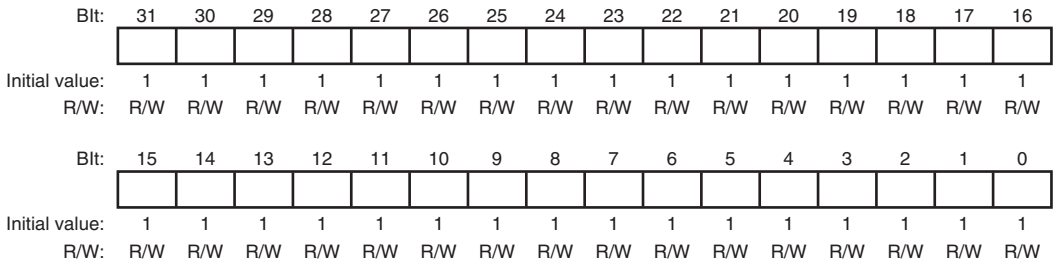 BIt: 31 30 29 28 27 26 25 24 23 22 21 20 19 18 17 16
Initial value: 1 1 1 1 1 1 1 1 1 1 1 1 1 1 1 1
R/W: R/W R/W R/W R/W R/W R/W R/W R/W R/W R/W R/W R/W R/W R/W R/W R/W
BIt: 15 14 13 12 11 10 9 8 7 6 5 4 3 2 1 0
Initial value: 1 1 1 1 1 1 1 1 1 1 1 1 1 1 1 1
R/W: R/W R/W R/W R/W R/W R/W R/W R/W R/W R/W R/W R/W R/W R/W R/W R/W